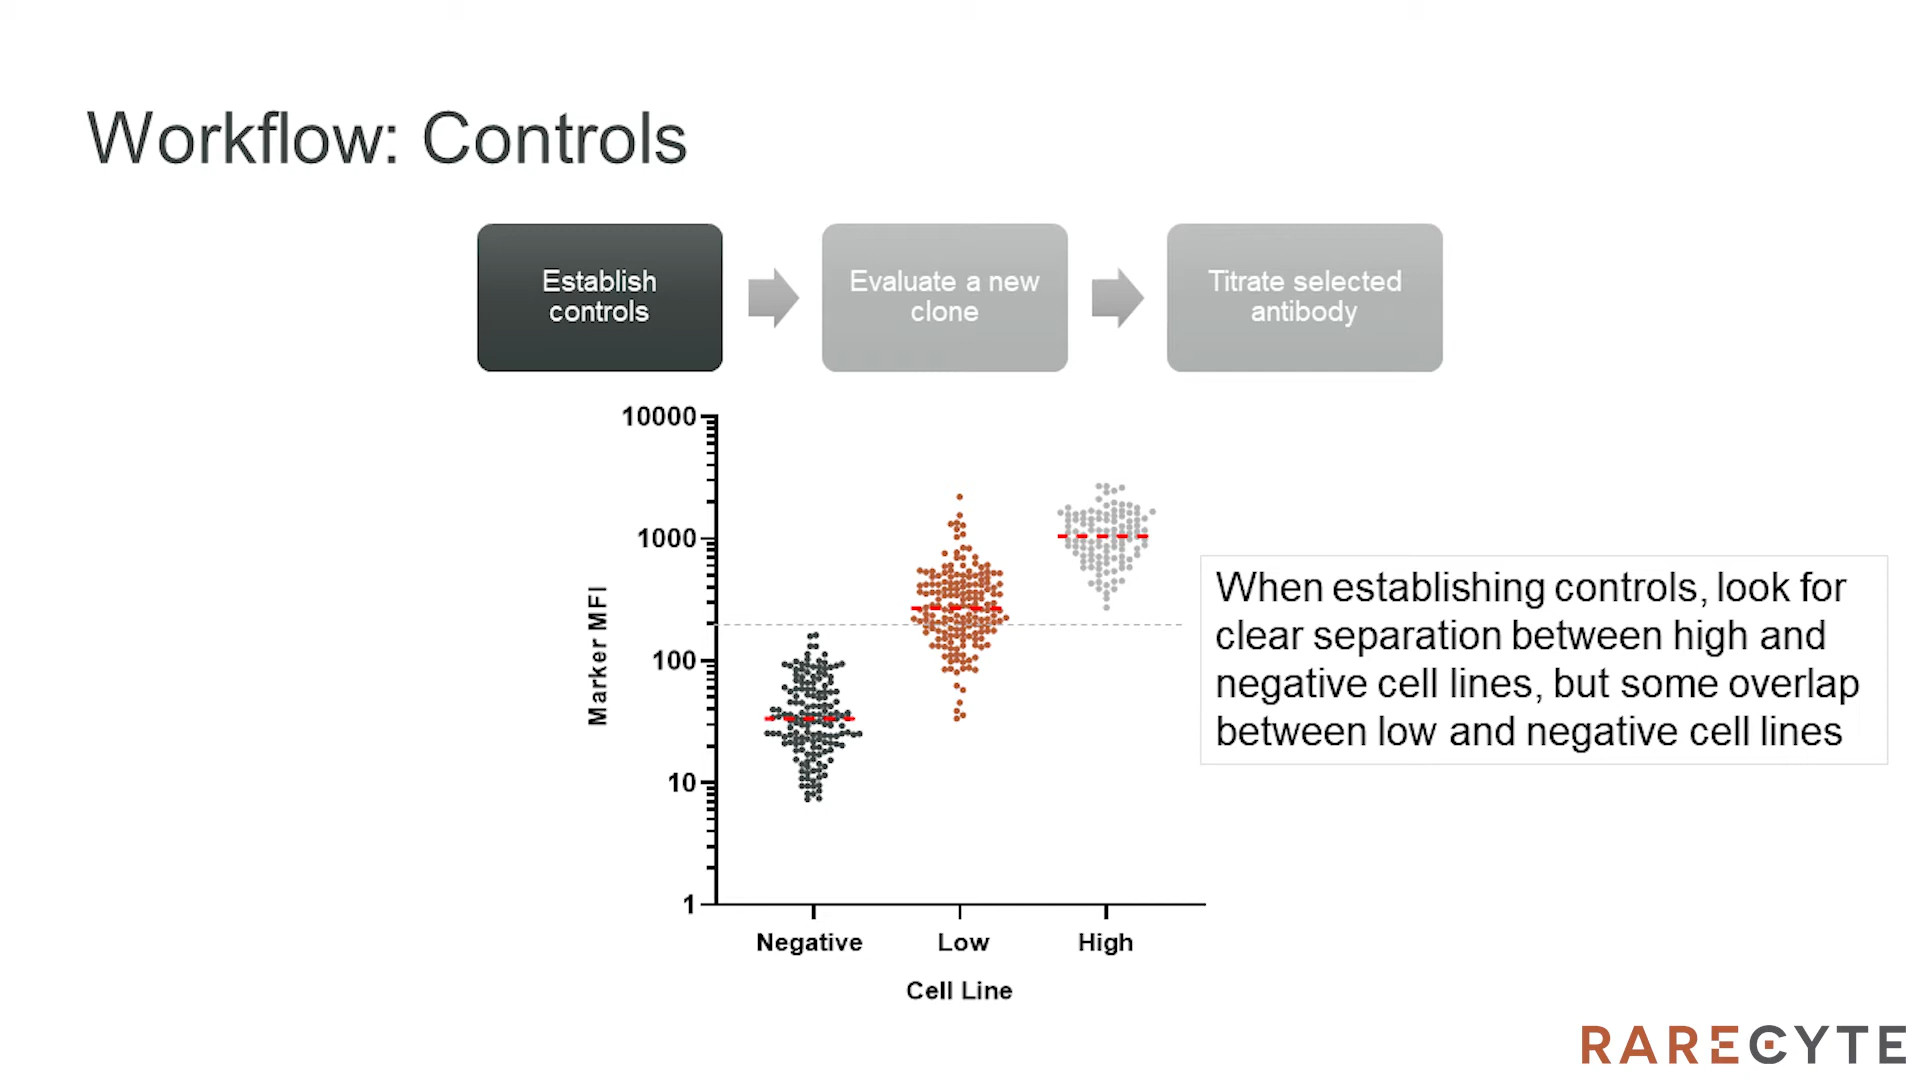 Workflow: Controls
Establish
controls
Evaluate a new
clone
Titrate selected
antibody
10000
1000
100
10
1
Marker MFI
Negative
Low
High
Cell Line
When establishing controls, look for
clear separation between high and
negative cell lines, but some overlap
between low and negative cell lines
RARECYTE